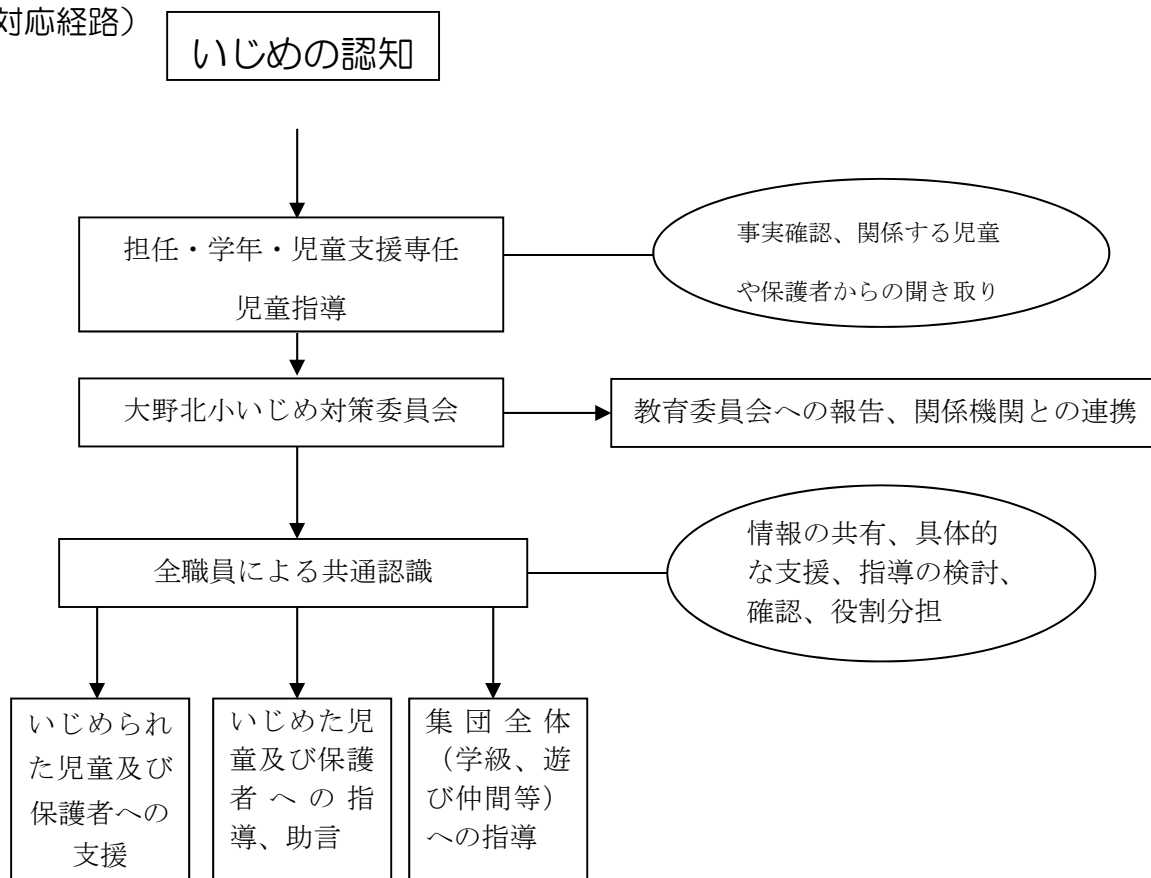 対応経路）
いじめの認知
担任・学年・児童支援専任
児童指導
事実確認、関係する児童
や保護者からの聞き取り
大野北小いじめ対策委員会
教育委員会への報告、関係機関との連携
全職員による共通認識
情報の共有、具体的
な支援、指導の検討、
確認、役割分担
いじめられ
た児童及び
保護者への
支援
いじめた児
童及び保護
者への指
導、助言
集団全体
（学級、遊
び仲間等）
への指導